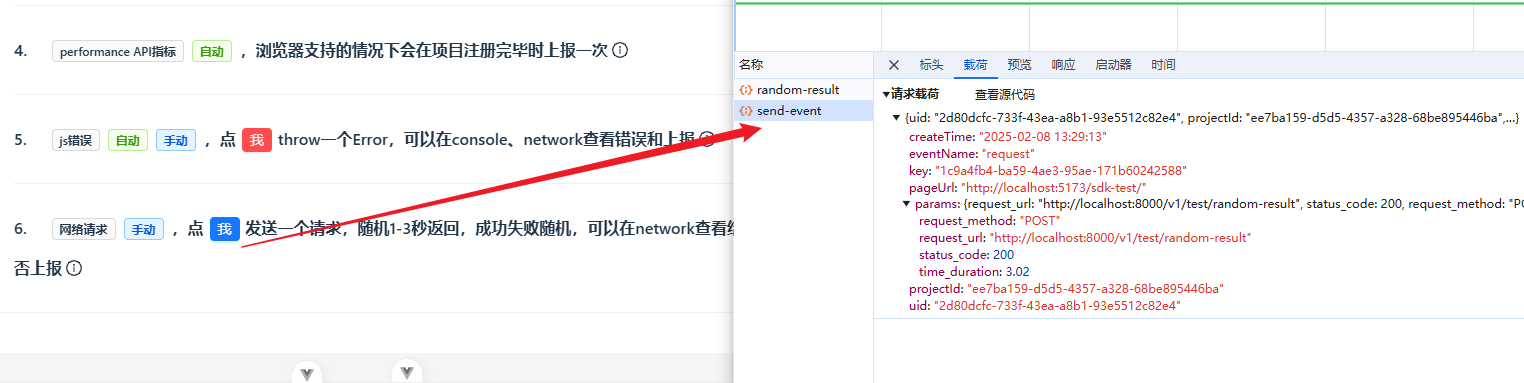 4. performance API指标 自动 ，浏览器支持的情况下会在项目注册完毕时上报一次
5. js错误 自动 手动 ，点 我 throw一个Error，可以在console、network查看错误和上报
6. 网络请求 手动 ，点 我 发送一个请求，随机1-3秒返回，成功失败随机，可以在network查看
否上报
名称
random-result
send-event
标头 载荷 预览 响应 启动器 时间
▼请求载荷 查看源代码
▼ {uid: "2d80dcfc-733f-43ea-a8b1-93e5512c82e4", projectId: "ee7ba159-d5d5-4357-a328-68be895446ba",…}
createTime: "2025-02-08 13:29:13"
eventName: "request"
key: "1c9a4fb4-ba59-4ae3-95ae-171b60242588"
pageUrl: "http://localhost:5173/sdk-test/"
▼ params: {request_url: "http://localhost:8000/v1/test/random-result", status_code: 200, request_method: "PO
request_method: "POST"
request_url: "http://localhost:8000/v1/test/random-result"
status_code: 200
time_duration: 3.02
projectId: "ee7ba159-d5d5-4357-a328-68be895446ba"
uid: "2d80dcfc-733f-43ea-a8b1-93e5512c82e4"